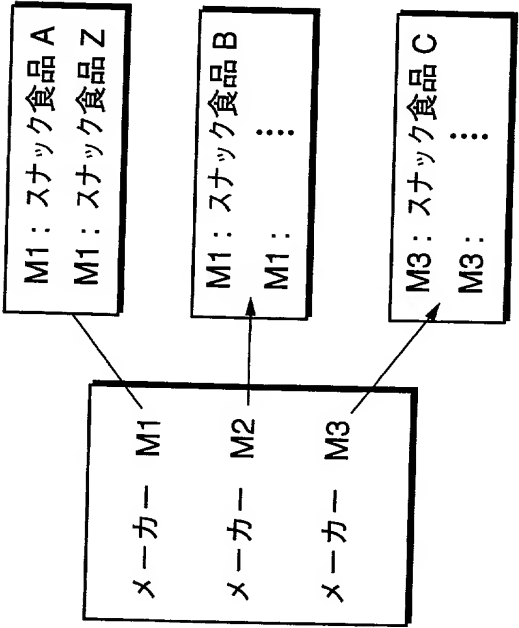 メーカー M1
メーカー M2
メーカー M3
M1: スナック食品 A
M1: スナック食品 Z
M1: スナック食品 B
M1: ⋮
M3: スナック食品 C
M3: ⋮